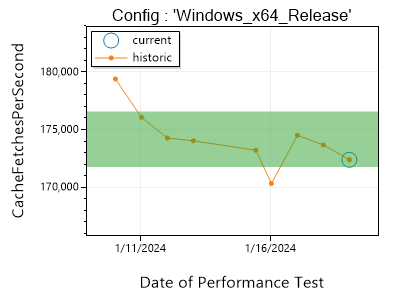 Config : 'Windows_x64_Release'
current
historic
CacheFetchesPerSecond
180,000
175,000
170,000
1/11/2024
1/16/2024
Date of Performance Test